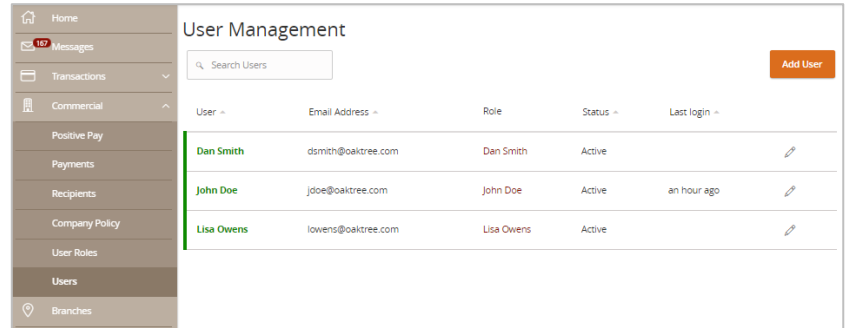 Home
167
Messages
Transactions
Commercial
Positive Pay
Payments
Recipients
Company Policy
User Roles
Users
Branches
User Management
Search Users
Add User
User Email Address Role Status Last login
Dan Smith dsmith@oaktree.com Dan Smith Active
John Doe jdoe@oaktree.com John Doe Active an hour ago
Lisa Owens lowens@oaktree.com Lisa Owens Active